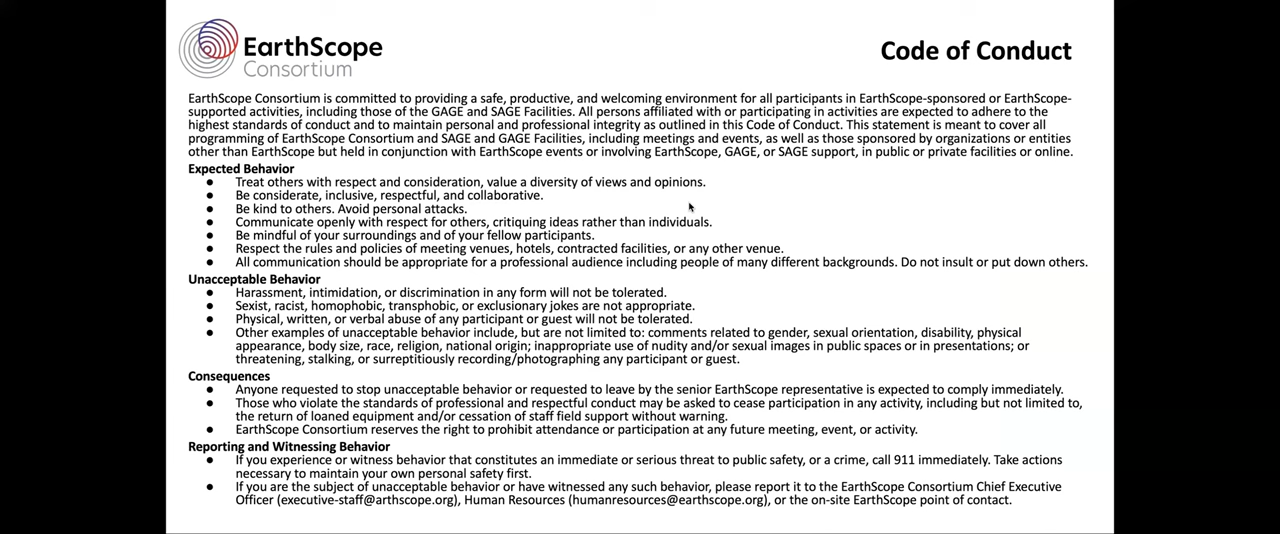 EarthScope
Consortium
Code of Conduct
EarthScope Consortium is committed to providing a safe, productive, and welcoming environment for all participants in EarthScope-sponsored or EarthScope-
supported activities, including those of the GAGE and SAGE Facilities. All persons affiliated with or participating in activities are expected to adhere to the
highest standards of conduct and to maintain personal and professional integrity as outlined in this Code of Conduct. This statement is meant to cover all
programming of EarthScope Consortium and SAGE and GAGE Facilities, including meetings and events, as well as those sponsored by organizations or entities
other than EarthScope but held in conjunction with EarthScope events or involving EarthScope, GAGE, or SAGE support, in public or private facilities or online.
Expected Behavior
● Treat others with respect and consideration, value a diversity of views and opinions.
● Be considerate, inclusive, respectful, and collaborative.
● Be kind to others. Avoid personal attacks.
● Communicate openly with respect for others, critiquing ideas rather than individuals.
● Be mindful of your surroundings and of your fellow participants.
● Respect the rules and policies of meeting venues, hotels, contracted facilities, or any other venue.
● All communication should be appropriate for a professional audience including people of many different backgrounds. Do not insult or put down others.
Unacceptable Behavior
● Harassment, intimidation, or discrimination in any form will not be tolerated.
● Sexist, racist, homophobic, transphobic, or exclusionary jokes are not appropriate.
● Physical, written, or verbal abuse of any participant or guest will not be tolerated.
● Other examples of unacceptable behavior include, but are not limited to: comments related to gender, sexual orientation, disability, physical
appearance, body size, race, religion, national origin; inappropriate use of nudity and/or sexual images in public spaces or in presentations; or
threatening, stalking, or surreptitiously recording/photographing any participant or guest.
Consequences
● Anyone requested to stop unacceptable behavior or requested to leave by the senior EarthScope representative is expected to comply immediately.
● Those who violate the standards of professional and respectful conduct may be asked to cease participation in any activity, including but not limited to,
the return of loaned equipment and/or cessation of staff field support without warning.
● EarthScope Consortium reserves the right to prohibit attendance or participation at any future meeting, event, or activity.
Reporting and Witnessing Behavior
● If you experience or witness behavior that constitutes an immediate or serious threat to public safety, or a crime, call 911 immediately. Take actions
necessary to maintain your own personal safety first.
● If you are the subject of unacceptable behavior or have witnessed any such behavior, please report it to the EarthScope Consortium Chief Executive
Officer (executive-staff@arthscope.org), Human Resources (humanresources@earthscope.org), or the on-site EarthScope point of contact.